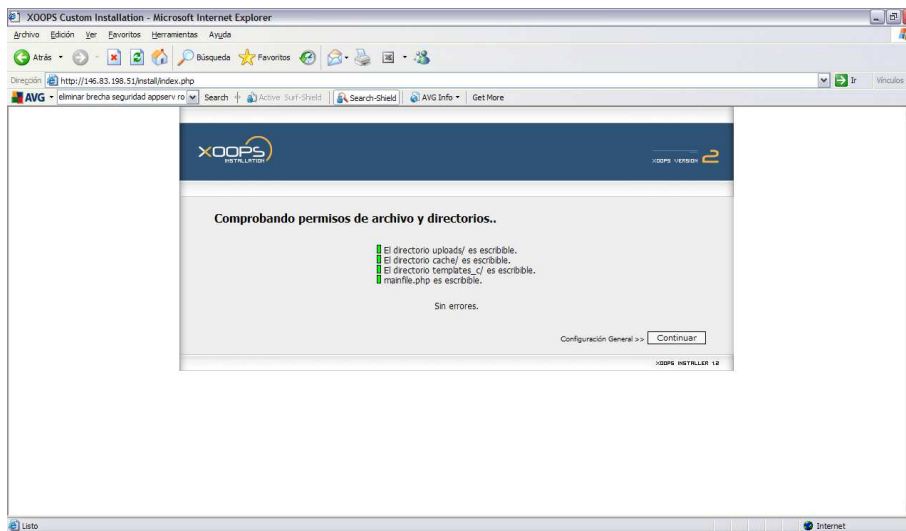 XOOPS Custom Installation - Microsoft Internet Explorer
Archivo Edición Ver Favoritos Herramientas Ayuda
Atrás Búsqueda Favoritos
Dirección http://146.83.198.51/install/index.php Ir Vínculos
AVG eliminar brecha seguridad appserv ro Search Active Surf-Shield Search-Shield AVG Info Get More
XOOPS
INSTALLATION
XOOPS VERSION 2
Comprobando permisos de archivo y directorios..
El directorio uploads/ es escribible.
El directorio cache/ es escribible.
El directorio templates_c/ es escribible.
mainfile.php es escribible.
Sin errores.
Configuración General >> Continuar
XOOPS INSTALLER 1.2
Listo Internet